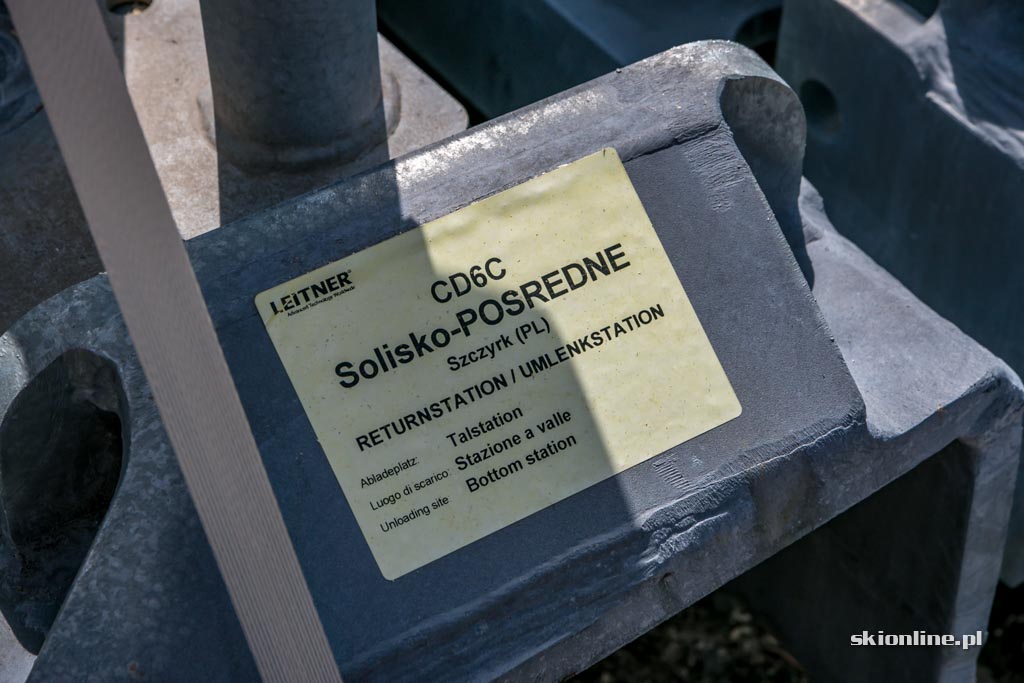 LEITNER®
Advanced Technology Worldwide
CD6C
Solisko-POSREDNE
Szczyrk (PL)
RETURNSTATION / UMLENKSTATION
Abladeplatz: Talstation
Luogo di scarico: Stazione a valle
Unloading site: Bottom station
skionline.pl